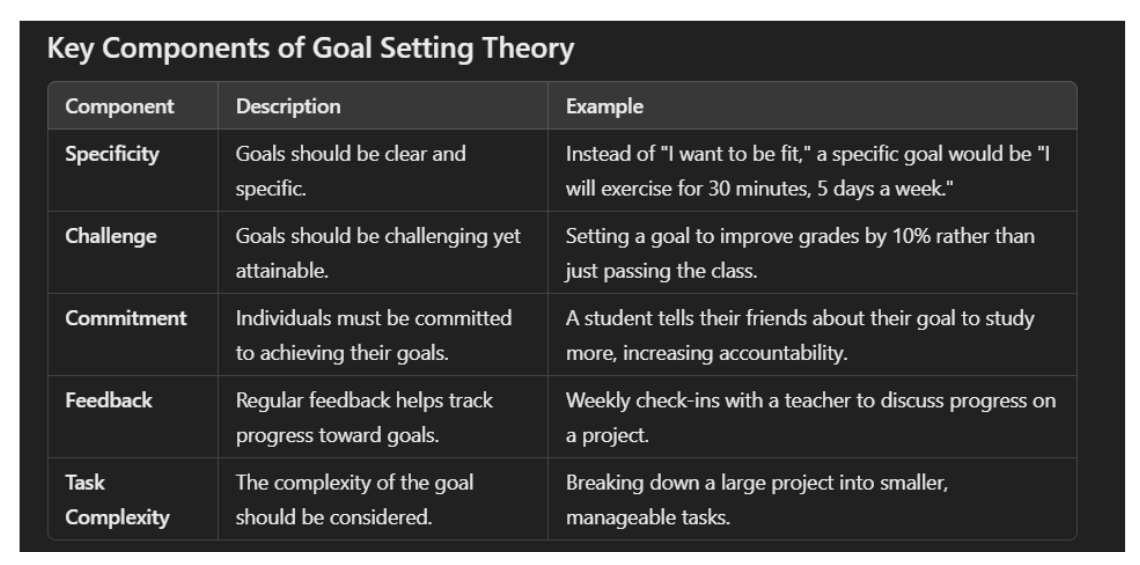 Key Components of Goal Setting Theory
Component Description Example
Specificity Goals should be clear and Instead of "I want to be fit," a specific goal would be "I
specific. will exercise for 30 minutes, 5 days a week."
Challenge Goals should be challenging yet Setting a goal to improve grades by 10% rather than
attainable. just passing the class.
Commitment Individuals must be committed A student tells their friends about their goal to study
to achieving their goals. more, increasing accountability.
Feedback Regular feedback helps track Weekly check-ins with a teacher to discuss progress on
progress toward goals. a project.
Task The complexity of the goal Breaking down a large project into smaller,
Complexity should be considered. manageable tasks.